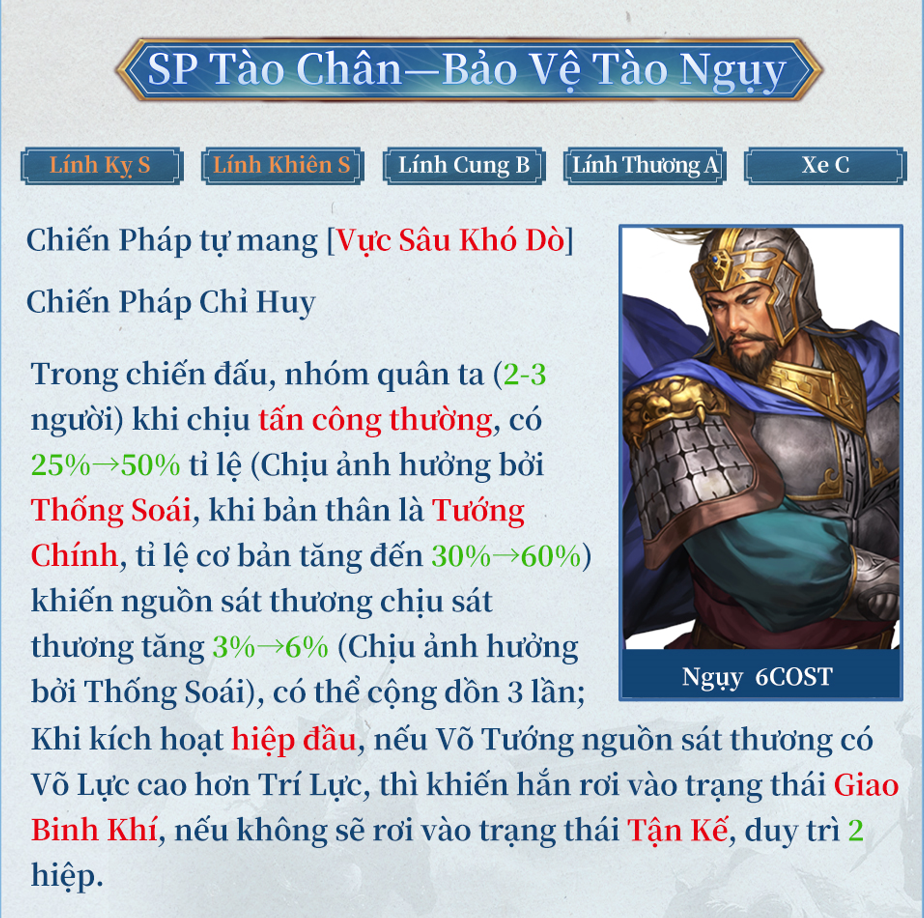 SP Tào Chân—Bảo Vệ Tào Ngụy
Lính Kỵ S
Lính Khiên S
Lính Cung B
Lính Thương A
Xe C
Chiến Pháp tự mang [Vực Sâu Khó Dò]
Chiến Pháp Chỉ Huy
Trong chiến đấu, nhóm quân ta (2-3
người) khi chịu tấn công thường, có
25%→50% tỉ lệ (Chịu ảnh hưởng bởi
Thống Soái, khi bản thân là Tướng
Chính, tỉ lệ cơ bản tăng đến 30%→60%)
khiến nguồn sát thương chịu sát
thương tăng 3%→6% (Chịu ảnh hưởng
bởi Thống Soái), có thể cộng dồn 3 lần;
Khi kích hoạt hiệp đầu, nếu Võ Tướng nguồn sát thương có
Võ Lực cao hơn Trí Lực, thì khiến hắn rơi vào trạng thái Giao
Binh Khí, nếu không sẽ rơi vào trạng thái Tận Kế, duy trì 2
hiệp.
Ngụy 6COST